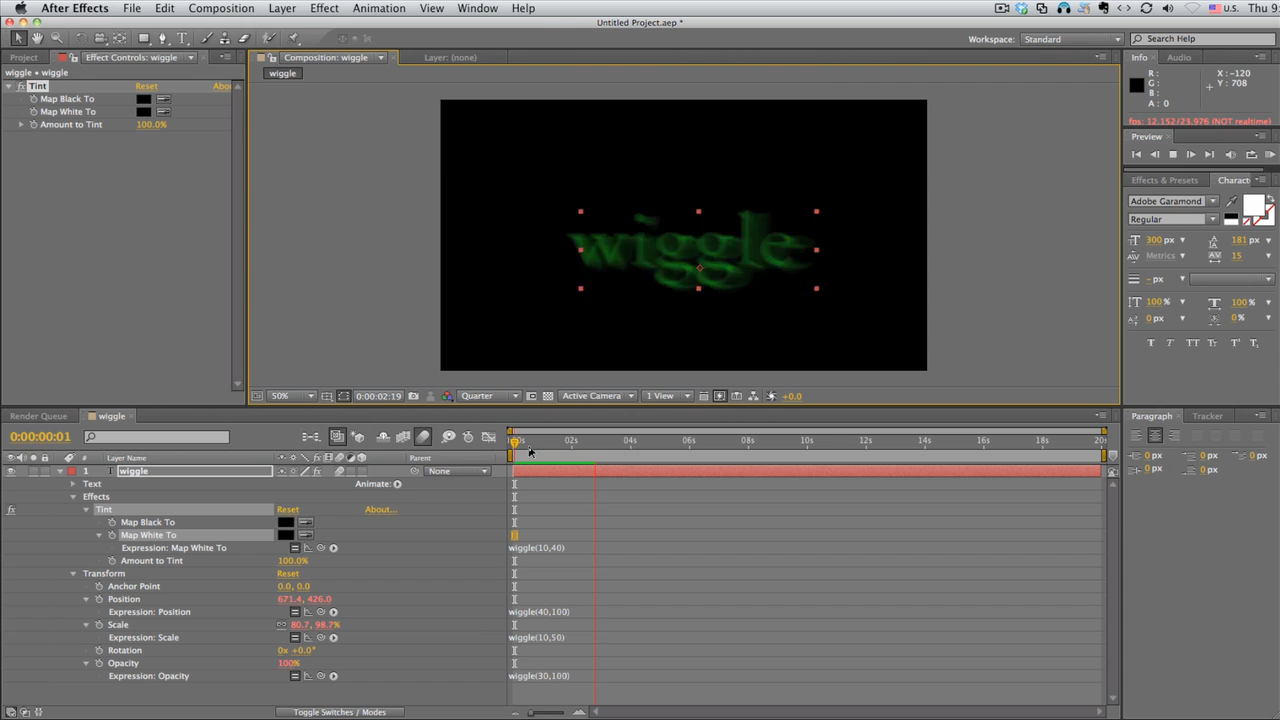 After Effects File Edit Composition Layer Effect Animation View Window Help U.S. Thu 9:
Untitled Project.aep *
Workspace: Standard Search Help
Project Effect Controls: wiggle Composition: wiggle Layer: (none) Info Audio
wiggle • wiggle
wiggle
Tint Reset Abou
Map Black To
Map White To
Amount to Tint 100.0%
R:
G:
B:
A: 0
X: -120
Y: 708
fps: 12.152/23.976 (NOT realtime)
Preview
Effects & Presets Charact
Adobe Garamond
Regular
300 px 181 px
Metrics 15
- px
100 % 100 %
0 px 0 %
T T TT Tt T' T,
wiggle
50% 0:00:02:19 Quarter Active Camera 1 View +0.0
Render Queue wiggle
Paragraph Tracker
0:00:00:01
:00s 02s 04s 06s 08s 10s 12s 14s 16s 18s 20s
# Layer Name Parent
1 T wiggle None
Text Animate:
Effects
fx Tint Reset About...
Map Black To
Map White To
Expression: Map White To wiggle(10,40)
Amount to Tint 100.0%
Transform Reset
Anchor Point 0.0, 0.0
Position 671.4, 426.0
Expression: Position wiggle(40,100)
Scale 80.7, 98.7%
Expression: Scale wiggle(10,50)
Rotation 0x +0.0°
Opacity 100%
Expression: Opacity wiggle(30,100)
Toggle Switches / Modes
0 px 0 px 0 px
0 px 0 px